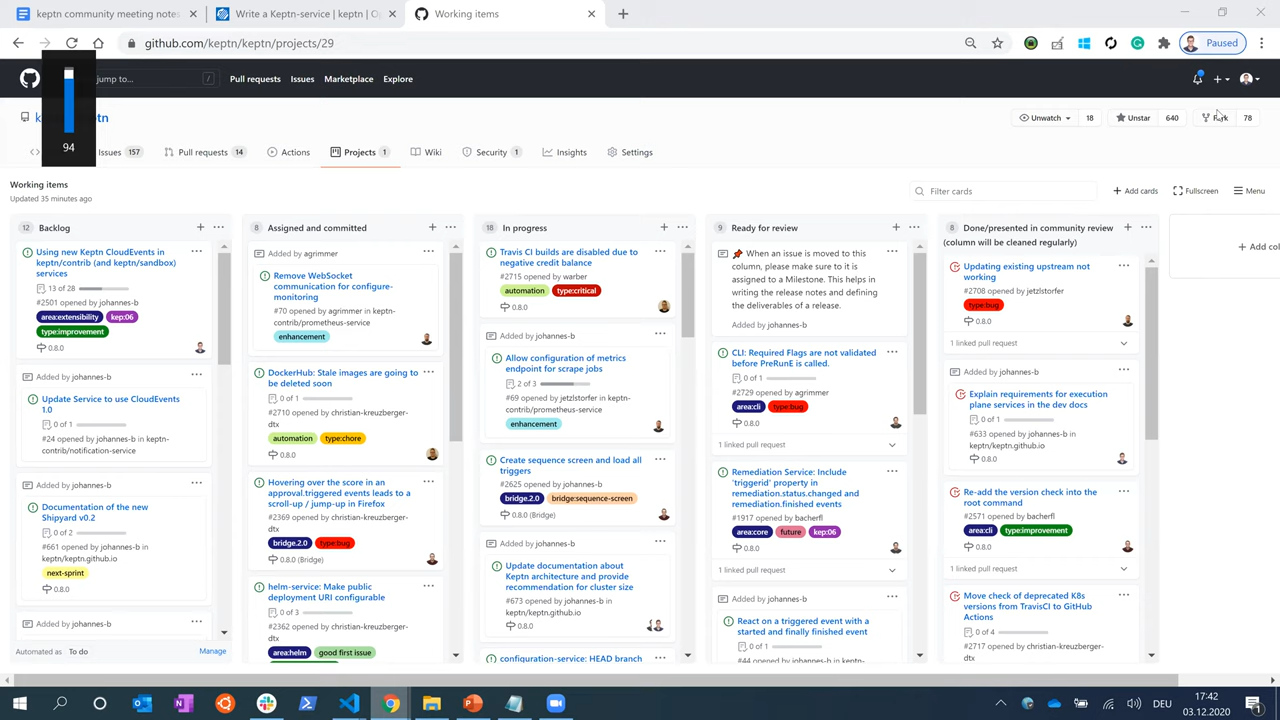 keptn community meeting notes
Write a Keptn-service | keptn | Op
Working items
github.com/keptn/keptn/projects/29
Paused
jump to...
/
Pull requests
Issues
Marketplace
Explore
94
Unwatch
18
Unstar
640
Fork
78
Issues 157
Pull requests 14
Actions
Projects 1
Wiki
Security 1
Insights
Settings
Working items
Updated 35 minutes ago
Filter cards
Add cards
Fullscreen
Menu
12 Backlog
Using new Keptn CloudEvents in
keptn/contrib (and keptn/sandbox)
services
13 of 28
#2501 opened by johannes-b
area:extensibility kep:06
type:improvement
0.8.0
Added by johannes-b
Update Service to use CloudEvents
1.0
0 of 1
#24 opened by johannes-b in keptn-
contrib/notification-service
Added by johannes-b
Documentation of the new
Shipyard v0.2
0 of 2
#661 opened by johannes-b in
keptn/keptn.github.io
next-sprint
0.8.0
Added by johannes-b
Automated as To do
Manage
8 Assigned and committed
Added by agrimmer
Remove WebSocket
communication for configure-
monitoring
#70 opened by agrimmer in keptn-
contrib/prometheus-service
enhancement
DockerHub: Stale images are going to
be deleted soon
0 of 1
#2710 opened by christian-kreuzberger-
dtx
automation type:chore
0.8.0
Hovering over the score in an
approval.triggered events leads to a
scroll-up / jump-up in Firefox
#2369 opened by christian-kreuzberger-
dtx
bridge.2.0 type:bug
0.8.0 (Bridge)
helm-service: Make public
deployment URI configurable
0 of 3
#2362 opened by christian-kreuzberger-
dtx
area:helm good first issue
18 In progress
Travis CI builds are disabled due to
negative credit balance
#2715 opened by warber
automation type:critical
0.8.0
Added by johannes-b
Allow configuration of metrics
endpoint for scrape jobs
2 of 3
#69 opened by jetzlstorfer in keptn-
contrib/prometheus-service
enhancement
Create sequence screen and load all
triggers
#2625 opened by johannes-b
bridge.2.0 bridge:sequence-screen
0.8.0 (Bridge)
Added by johannes-b
Update documentation about
Keptn architecture and provide
recommendation for cluster size
#673 opened by johannes-b in
keptn/keptn.github.io
0.8.0
configuration-service: HEAD branch
9 Ready for review
📌 When an issue is moved to this
column, please make sure to it is
assigned to a Milestone. This helps in
writing the release notes and defining
the deliverables of a release.
Added by johannes-b
CLI: Required Flags are not validated
before PreRunE is called.
0 of 1
#2729 opened by agrimmer
area:cli type:bug
0.8.0
1 linked pull request
Remediation Service: Include
'triggerid' property in
remediation.status.changed and
remediation.finished events
#1917 opened by bacherfl
area:core future kep:06
0.8.0
1 linked pull request
Added by johannes-b
React on a triggered event with a
started and finally finished event
0 of 1
#44 opened by johannes-b in keptn-
8 Done/presented in community review
(column will be cleaned regularly)
Updating existing upstream not
working
#2708 opened by jetzlstorfer
type:bug
0.8.0
1 linked pull request
Added by johannes-b
Explain requirements for execution
plane services in the dev docs
0 of 1
#633 opened by johannes-b in
keptn/keptn.github.io
0.8.0
Re-add the version check into the
root command
#2571 opened by bacherfl
area:cli type:improvement
0.8.0
1 linked pull request
Move check of deprecated K8s
versions from TravisCI to GitHub
Actions
0 of 4
#2717 opened by christian-kreuzberger-
dtx
Add col
DEU
17:42
03.12.2020